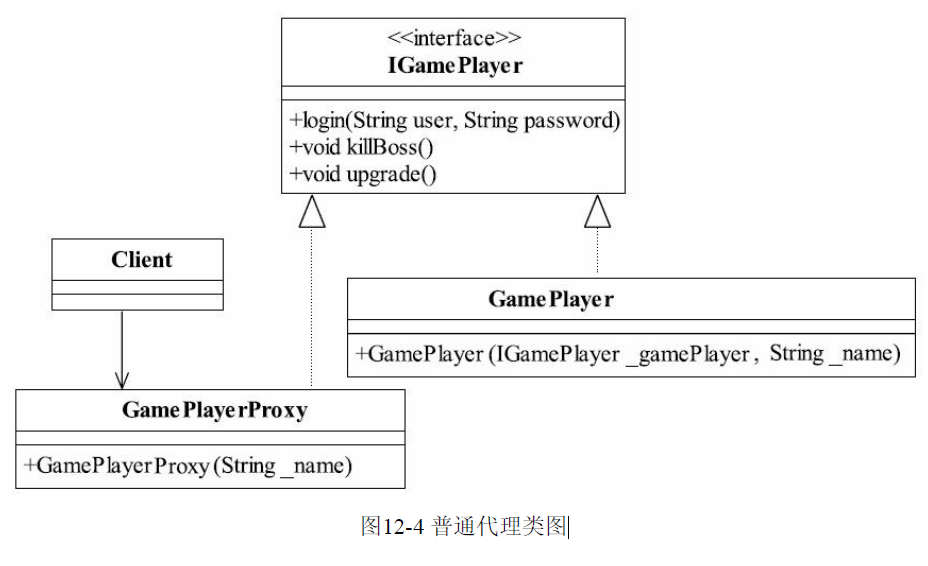 <<interface>>
IGamePlayer
+login(String user, String password)
+void killBoss()
+void upgrade()
Client
GamePlayer
+GamePlayer(IGamePlayer _gamePlayer, String _name)
GamePlayerProxy
+GamePlayerProxy(String _name)
图12-4 普通代理类图